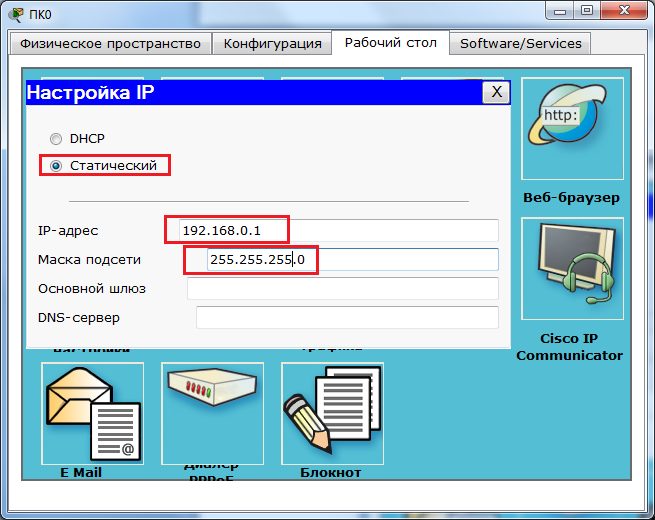 ПК0
Физическое пространство Конфигурация Рабочий стол Software/Services
Настройка IP X
DHCP
Статический
IP-адрес 192.168.0.1
Маска подсети 255.255.255.0
Основной шлюз
DNS-сервер
http:
Веб-браузер
Cisco IP
Communicator
@
E Mail
Диалер
PPPoE
Блокнот